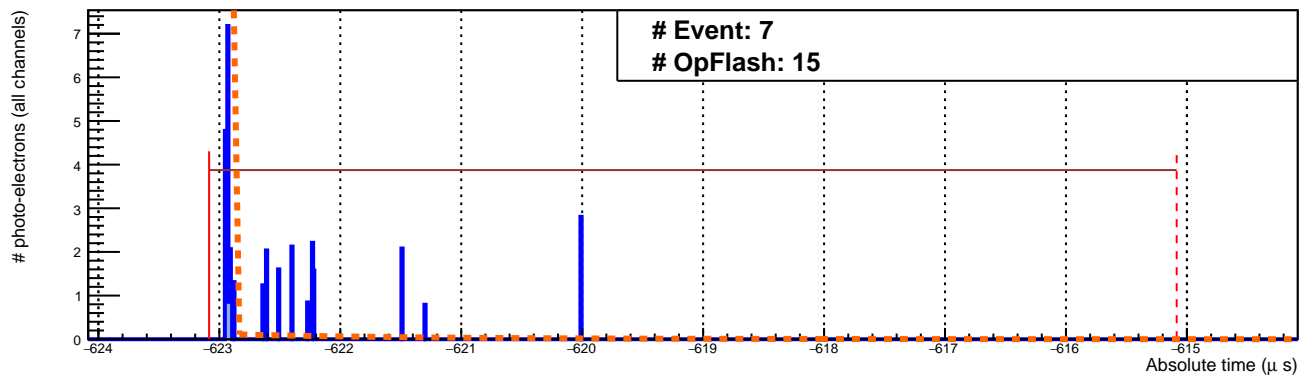 # Event: 7
# OpFlash: 15
# photo-electrons (all channels)
7
6
5
4
3
2
1
0
−624 −623 −622 −621 −620 −619 −618 −617 −616 −615
Absolute time (μ s)